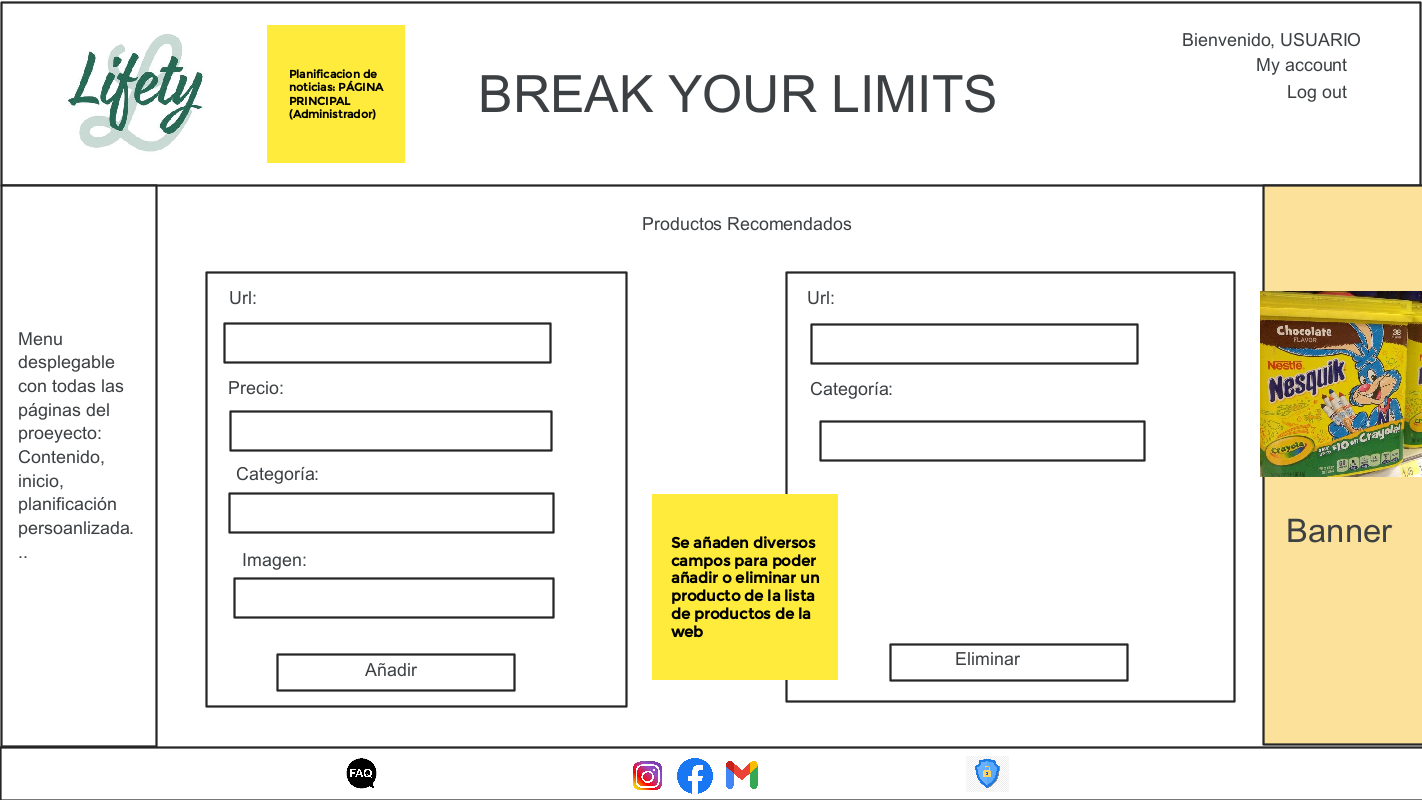 Lifety
Planificacion de
noticias: PÁGINA
PRINCIPAL
(Administrador)
BREAK YOUR LIMITS
Bienvenido, USUARIO
My account
Log out
Menu
desplegable
con todas las
páginas del
proeyecto:
Contenido,
inicio,
planificación
persoanlizada.
..
Productos Recomendados
Url:
Precio:
Categoría:
Imagen:
Añadir
Se añaden diversos
campos para poder
añadir o eliminar un
producto de la lista
de productos de la
web
Url:
Categoría:
Eliminar
Chocolate
FLAVOR
Nestlé
Nesquik
Crayola
$10 on Crayola
Banner
FAQ